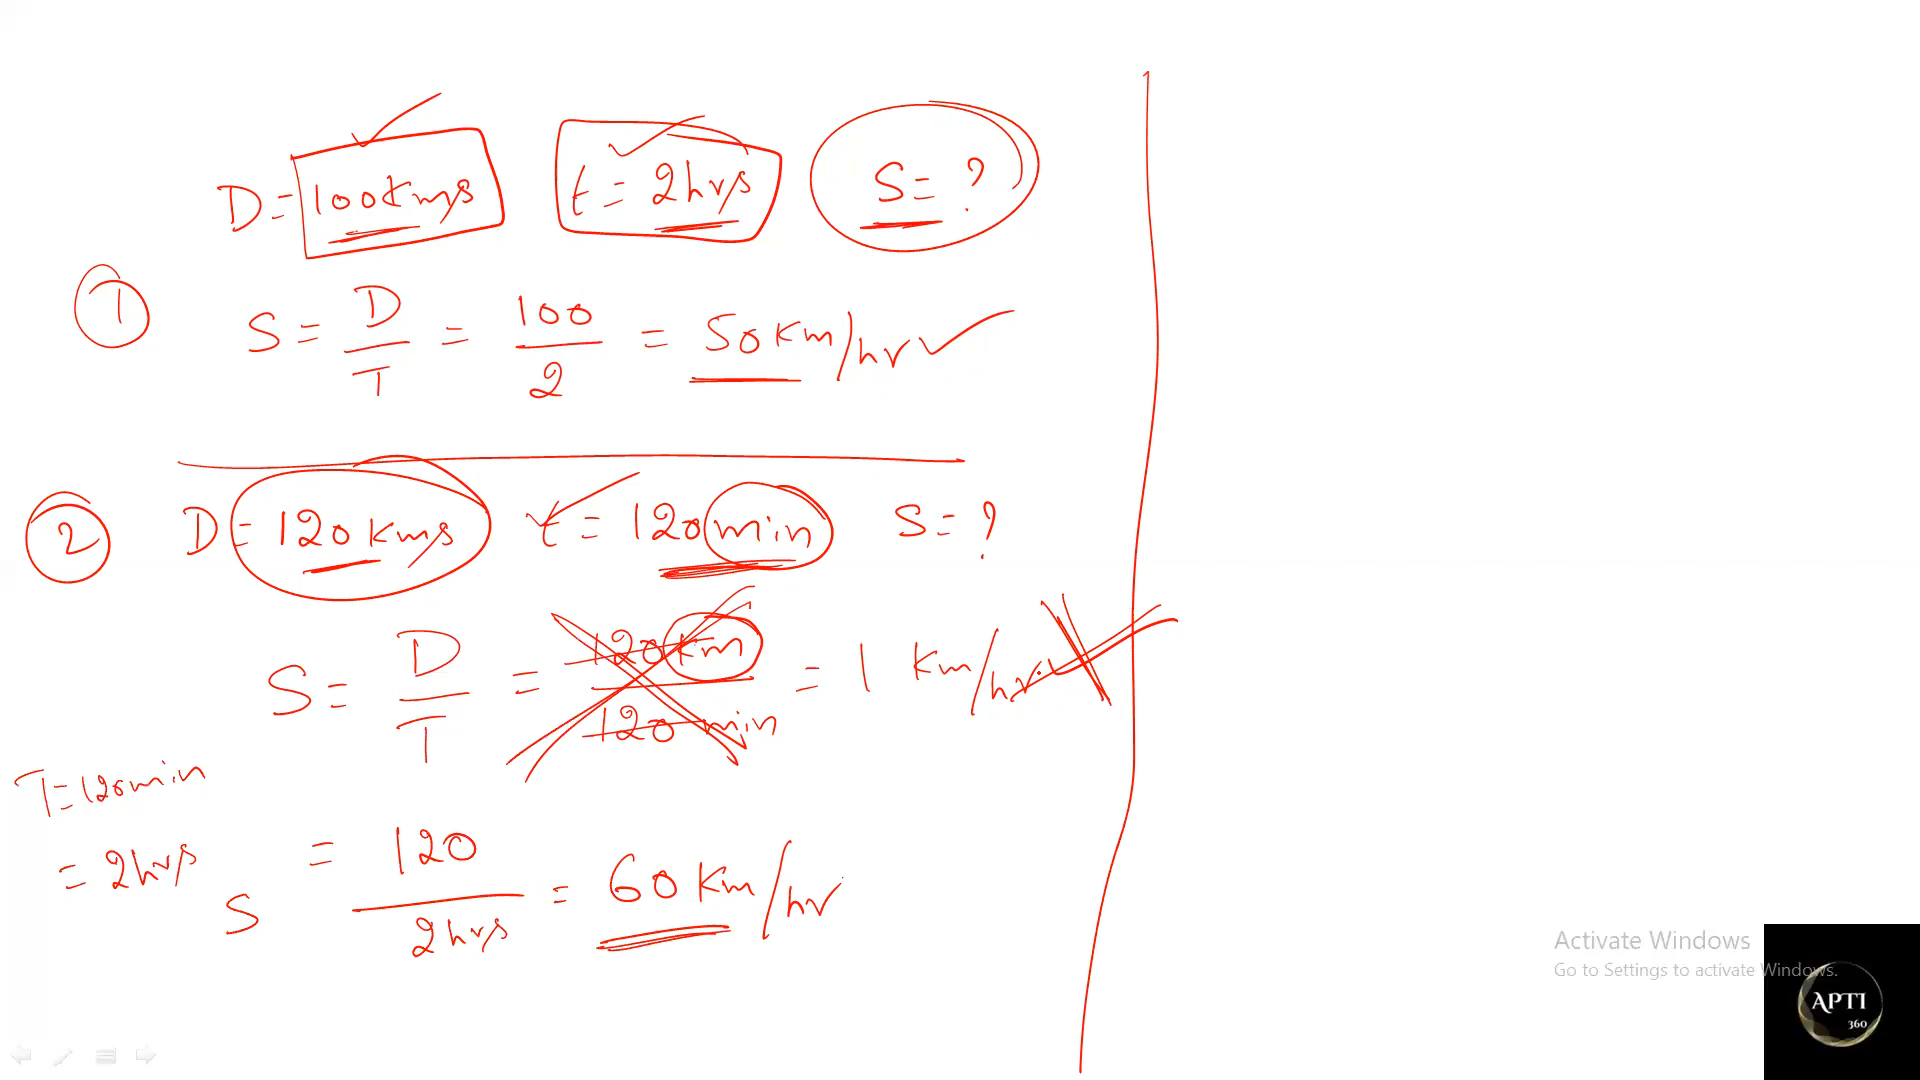 D = 100 Kms t = 2 hrs S = ?
1
S = D/T = 100/2 = 50 Km/hr
2 D = 120 Kms t = 120 min S = ?
S = D/T = 120 Km/120 min = 1 Km/hr
T = 120 min
= 2 hrs
S = 120/2 hrs = 60 Km/hr
Activate Windows
Go to Settings to activate Windows.
APTI
360